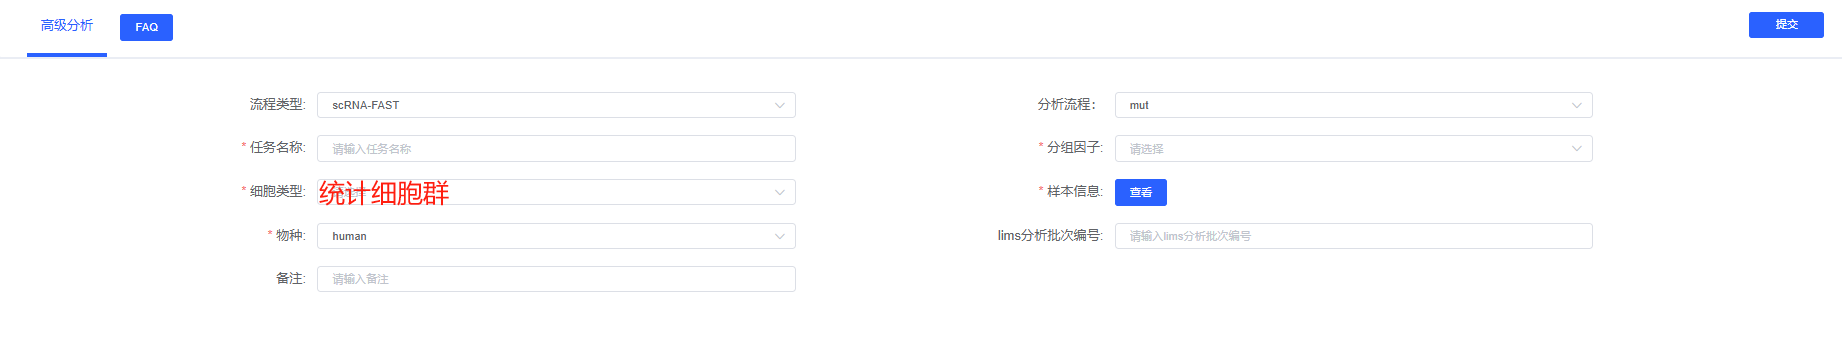 高级分析 FAQ 提交
流程类型: scRNA-FAST 分析流程: mut
* 任务名称: 请输入任务名称 * 分组因子: 请选择
* 细胞类型: 统计细胞群 * 样本信息: 查看
* 物种: human lims分析批次编号: 请输入lims分析批次编号
备注: 请输入备注